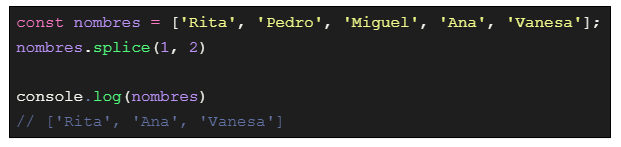 const nombres = ['Rita', 'Pedro', 'Miguel', 'Ana', 'Vanesa'];
nombres.splice(1, 2)
console.log(nombres)
// ['Rita', 'Ana', 'Vanesa']